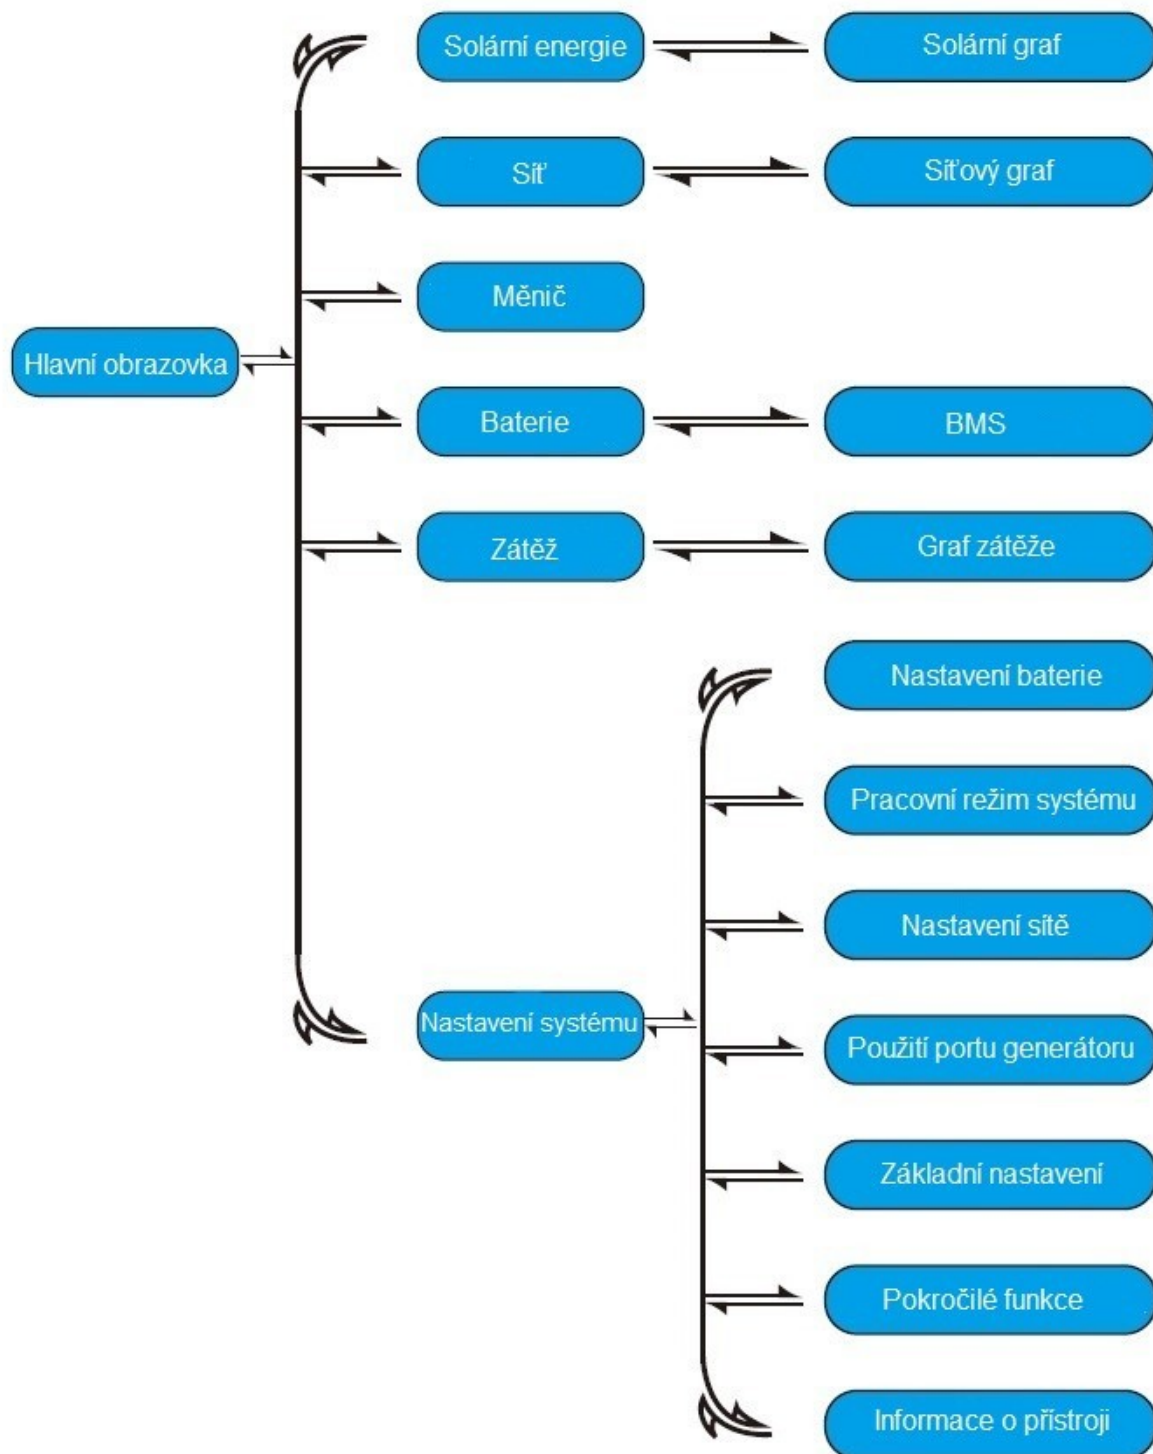 Solární energie
Solární graf
Síť
Síťový graf
Měnič
Hlavní obrazovka
Baterie
BMS
Zátěž
Graf zátěže
Nastavení baterie
Pracovní režim systému
Nastavení sítě
Nastavení systému
Použití portu generátoru
Základní nastavení
Pokročilé funkce
Informace o přístroji